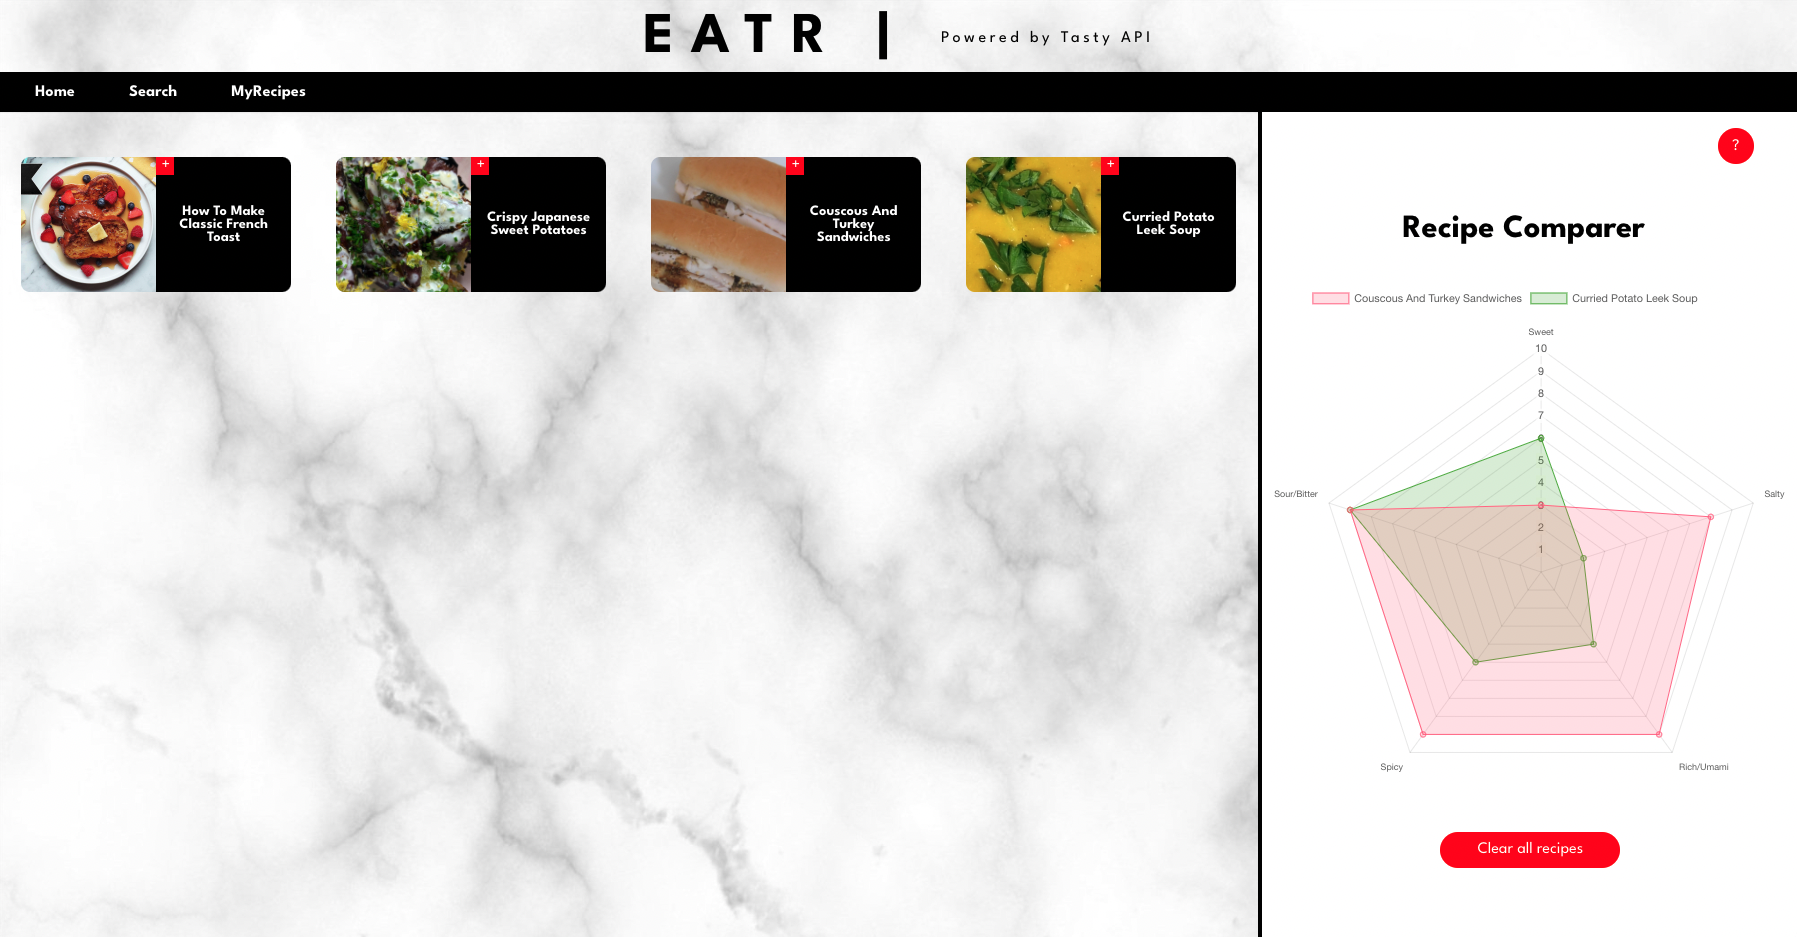 EATR |
Powered by Tasty API
Home
Search
MyRecipes
+
How To Make
Classic French
Toast
+
Crispy Japanese
Sweet Potatoes
+
Couscous And
Turkey
Sandwiches
+
Curried Potato
Leek Soup
?
Recipe Comparer
Couscous And Turkey Sandwiches
Curried Potato Leek Soup
Sweet
10
9
8
7
6
5
4
3
2
1
Sour/Bitter
Salty
Spicy
Rich/Umami
Clear all recipes